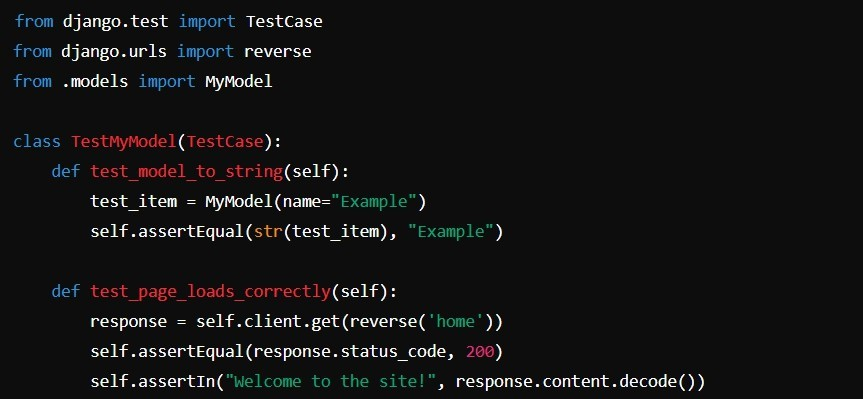 from django.test import TestCase
from django.urls import reverse
from .models import MyModel

class TestMyModel(TestCase):
    def test_model_to_string(self):
        test_item = MyModel(name="Example")
        self.assertEqual(str(test_item), "Example")

    def test_page_loads_correctly(self):
        response = self.client.get(reverse('home'))
        self.assertEqual(response.status_code, 200)
        self.assertIn("Welcome to the site!", response.content.decode())